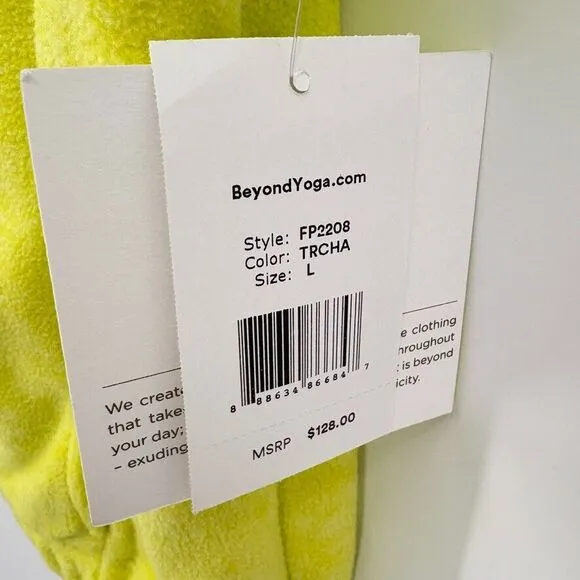 BeyondYoga.com
Style: FP2208
Color: TRCHA
Size: L
8 88634 86684 7
MSRP $128.00
We create
that take
your day;
– exuding
e clothing
hroughout
is beyond
icity.